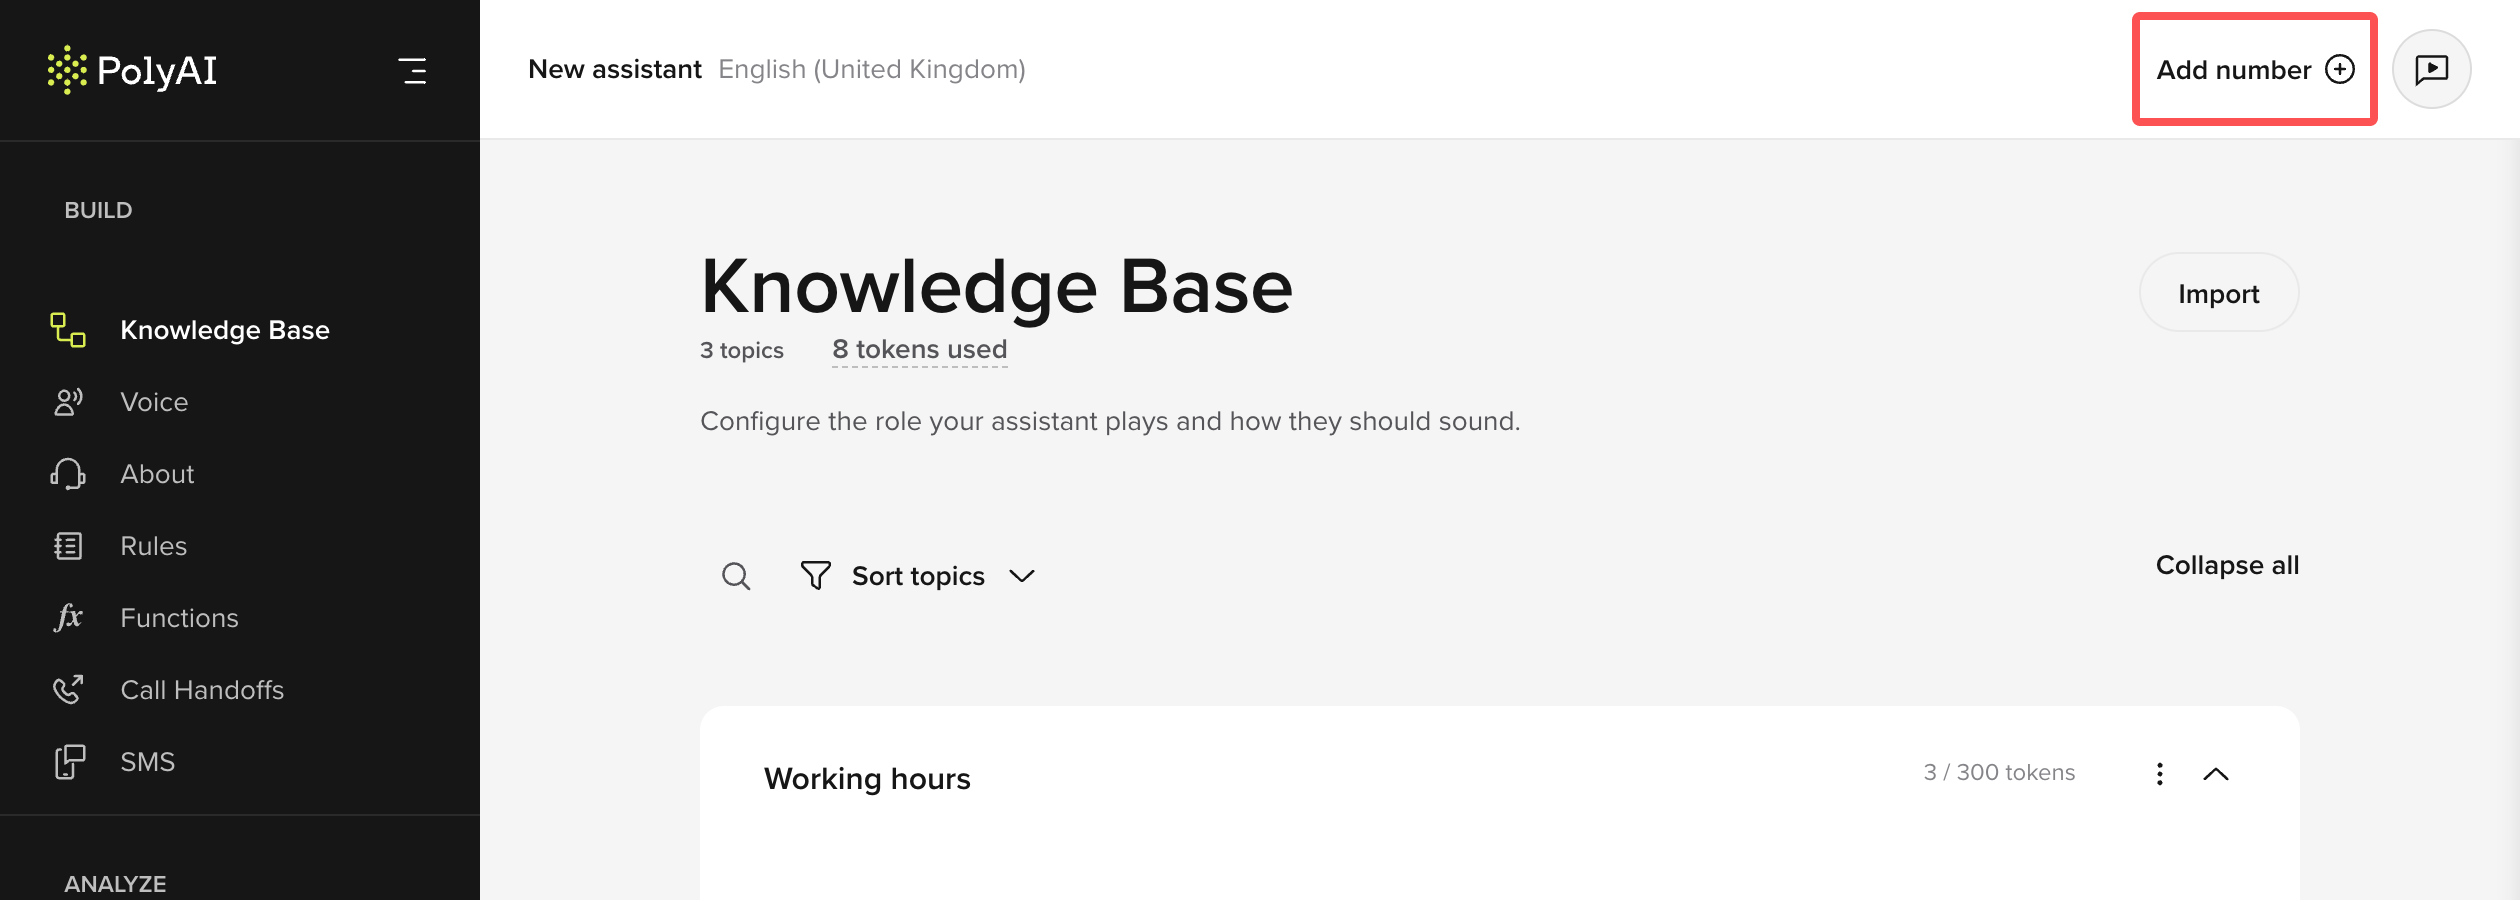 PolyAI
New assistant English (United Kingdom)
Add number
BUILD
Knowledge Base
Voice
About
Rules
fx Functions
Call Handoffs
SMS
ANALYZE
Knowledge Base
Import
3 topics 8 tokens used
Configure the role your assistant plays and how they should sound.
Sort topics
Collapse all
Working hours
3 / 300 tokens